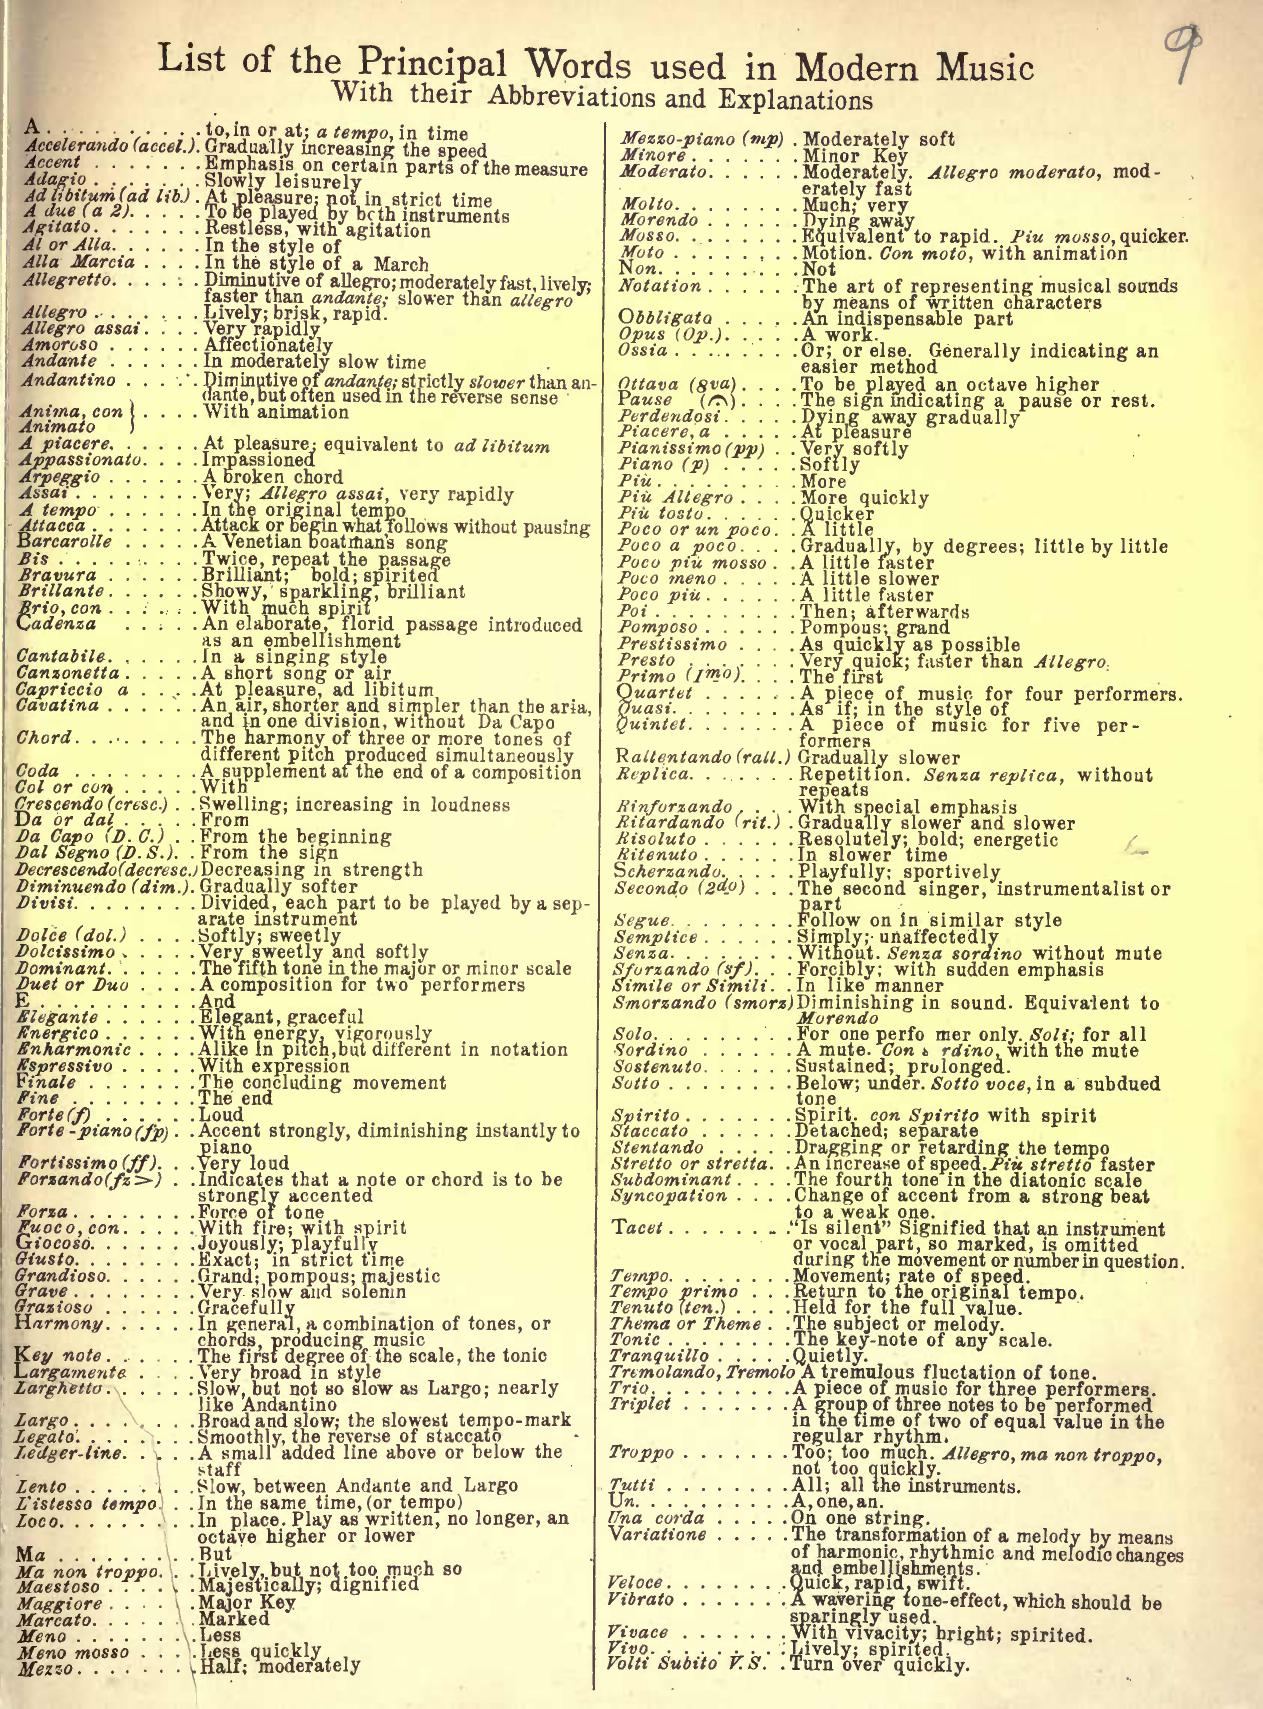 9
List of the Principal Words used in Modern Music
With their Abbreviations and Explanations
A. . . . . . . . . . to, in or at; a tempo, in time
Accelerando (accel.). Gradually increasing the speed
Accent . . . . . . . Emphasis on certain parts of the measure
Adagio . . . . . . . Slowly leisurely
Ad libitum (ad lib.) . At pleasure; not in strict time
A due (a 2). . . . . To be played by both instruments
Agitato. . . . . . . Restless, with agitation
Al or Alla. . . . . . In the style of
Alla Marcia . . . . In the style of a March
Allegretto. . . . . . Diminutive of allegro; moderately fast, lively;
faster than andante; slower than allegro
Allegro . . . . . . . Lively; brisk, rapid.
Allegro assai. . . . Very rapidly
Amoroso . . . . . . Affectionately
Andante . . . . . . In moderately slow time
Andantino . . . . . Diminutive of andante; strictly slower than an-
dante, but often used in the reverse sense
Anima, con } . . . . With animation
Animato }
A piacere. . . . . . At pleasure; equivalent to ad libitum
Appassionato. . . . Impassioned
Arpeggio . . . . . . A broken chord
Assai . . . . . . . . Very; Allegro assai, very rapidly
A tempo . . . . . . In the original tempo
Attacca . . . . . . . Attack or begin what follows without pausing
Barcarolle . . . . . A Venetian boatman's song
Bis . . . . . . . . . Twice, repeat the passage
Bravura . . . . . . Brilliant; bold; spirited
Brillante. . . . . . . Showy, sparkling, brilliant
Brio, con . . . . . . With much spirit
Cadenza . . . . An elaborate, florid passage introduced
as an embellishment
Cantabile. . . . . . In a singing style
Canzonetta . . . . . A short song or air
Capriccio a . . . . At pleasure, ad libitum
Cavatina . . . . . . An air, shorter and simpler than the aria,
and in one division, without Da Capo
Chord. . . . . . . . The harmony of three or more tones of
different pitch produced simultaneously
Coda . . . . . . . . A supplement at the end of a composition
Col or con . . . . . With
Crescendo (cresc.) . . Swelling; increasing in loudness
Da or dal . . . . . From
Da Capo (D. C.) . . From the beginning
Dal Segno (D. S.). . From the sign
Decrescendo (decresc.) Decreasing in strength
Diminuendo (dim.). Gradually softer
Divisi. . . . . . . . Divided, each part to be played by a sep-
arate instrument
Dolce (dol.) . . . . Softly; sweetly
Dolcissimo . . . . . Very sweetly and softly
Dominant. . . . . . The fifth tone in the major or minor scale
Duet or Duo . . . . A composition for two performers
E . . . . . . . . . . And
Elegante . . . . . . Elegant, graceful
Energico . . . . . . With energy, vigorously
Enharmonic . . . . Alike in pitch, but different in notation
Espressivo . . . . . With expression
Finale . . . . . . . The concluding movement
Fine . . . . . . . . The end
Forte (f) . . . . . . Loud
Forte-piano (fp) . . Accent strongly, diminishing instantly to
piano
Fortissimo (ff). . . Very loud
Forzando (fz >) . . Indicates that a note or chord is to be
strongly accented
Forza . . . . . . . . Force of tone
Fuoco, con. . . . . With fire; with spirit
Giocoso. . . . . . . Joyously; playfully
Giusto. . . . . . . . Exact; in strict time
Grandioso. . . . . . Grand; pompous; majestic
Grave . . . . . . . . Very slow and solemn
Grazioso . . . . . . Gracefully
Harmony. . . . . . In general, a combination of tones, or
chords, producing music
Key note . . . . . . The first degree of the scale, the tonic
Largamente . . . . Very broad in style
Larghetto . . . . . . Slow, but not so slow as Largo; nearly
like Andantino
Largo. . . . . . . . Broad and slow; the slowest tempo-mark
Legato. . . . . . . . Smoothly, the reverse of staccato
Ledger-line. . . . . A small added line above or below the
staff
Lento . . . . . . . Slow, between Andante and Largo
L'istesso tempo. . . In the same time, (or tempo)
Loco. . . . . . . . . In place. Play as written, no longer, an
octave higher or lower
Ma . . . . . . . . . But
Ma non troppo. . . Lively, but not too much so
Maestoso . . . . . . Majestically; dignified
Maggiore . . . . . . Major Key
Marcato. . . . . . . Marked
Meno . . . . . . . . Less
Meno mosso . . . . Less quickly
Mezzo. . . . . . . . Half; moderately
Mezzo-piano (mp) . Moderately soft
Minore . . . . . . . Minor Key
Moderato. . . . . . Moderately. Allegro moderato, mod-
erately fast
Molto. . . . . . . . Much; very
Morendo . . . . . . Dying away
Mosso. . . . . . . . Equivalent to rapid. Piu mosso, quicker.
Moto . . . . . . . . Motion. Con moto, with animation
Non. . . . . . . . . Not
Notation . . . . . . The art of representing musical sounds
by means of written characters
Obbligato . . . . . An indispensable part
Opus (Op.). . . . . A work.
Ossia . . . . . . . . Or; or else. Generally indicating an
easier method
Ottava (8va) . . . . To be played an octave higher
Pause (𝄐). . . . The sign indicating a pause or rest.
Perdendosi . . . . . Dying away gradually
Piacere, a . . . . . At pleasure
Pianissimo (pp) . . Very softly
Piano (p) . . . . . Softly
Più. . . . . . . . . More
Più Allegro . . . . More quickly
Più tosto. . . . . . Quicker
Poco or un poco. . A little
Poco a poco. . . . Gradually, by degrees; little by little
Poco più mosso . . A little faster
Poco meno . . . . . A little slower
Poco più . . . . . . A little faster
Poi . . . . . . . . . Then; afterwards
Pomposo . . . . . . Pompous; grand
Prestissimo . . . . As quickly as possible
Presto . . . . . . . Very quick; faster than Allegro.
Primo (1mo). . . . The first
Quartet . . . . . . A piece of music for four performers.
Quasi. . . . . . . . As if; in the style of
Quintet. . . . . . . A piece of music for five per-
formers
Rallentando (rall.) Gradually slower
Replica. . . . . . . Repetition. Senza replica, without
repeats
Rinforzando . . . . With special emphasis
Ritardando (rit.) . Gradually slower and slower
Risoluto . . . . . . Resolutely; bold; energetic
Ritenuto . . . . . . In slower time
Scherzando. . . . . Playfully; sportively
Secondo (2do) . . . The second singer, instrumentalist or
part
Segue. . . . . . . . Follow on in similar style
Semplice . . . . . . Simply; unaffectedly
Senza. . . . . . . . Without. Senza sordino without mute
Sforzando (sf). . . Forcibly; with sudden emphasis
Simile or Simili. . In like manner
Smorzando (smorz) Diminishing in sound. Equivalent to
Morendo
Solo. . . . . . . . . For one perfo mer only. Soli; for all
Sordino . . . . . . A mute. Con s rdino, with the mute
Sostenuto. . . . . . Sustained; prolonged.
Sotto . . . . . . . . Below; under. Sotto voce, in a subdued
tone
Spirito . . . . . . . Spirit. con Spirito with spirit
Staccato . . . . . . Detached; separate
Stentando . . . . . Dragging or retarding the tempo
Stretto or stretta. . An increase of speed. Piu stretto faster
Subdominant . . . . The fourth tone in the diatonic scale
Syncopation . . . . Change of accent from a strong beat
to a weak one.
Tacet . . . . . . . . "Is silent" Signified that an instrument
or vocal part, so marked, is omitted
during the movement or number in question.
Tempo. . . . . . . . Movement; rate of speed.
Tempo primo . . . Return to the original tempo.
Tenuto (ten.) . . . . Held for the full value.
Thema or Theme . . The subject or melody.
Tonic . . . . . . . . The key-note of any scale.
Tranquillo . . . . . Quietly.
Tremolando, Tremolo A tremulous fluctation of tone.
Trio. . . . . . . . . A piece of music for three performers.
Triplet . . . . . . . A group of three notes to be performed
in the time of two of equal value in the
regular rhythm.
Troppo . . . . . . . Too; too much. Allegro, ma non troppo,
not too quickly.
Tutti . . . . . . . . All; all the instruments.
Un. . . . . . . . . . A, one, an.
Una corda . . . . . On one string.
Variatione . . . . . The transformation of a melody by means
of harmonic, rhythmic and melodic changes
and embellishments.
Veloce. . . . . . . . Quick, rapid, swift.
Vibrato . . . . . . . A wavering tone-effect, which should be
sparingly used.
Vivace . . . . . . . With vivacity; bright; spirited.
Vivo. . . . . . . . . Lively; spirited.
Volti Subito V.S. . Turn over quickly.